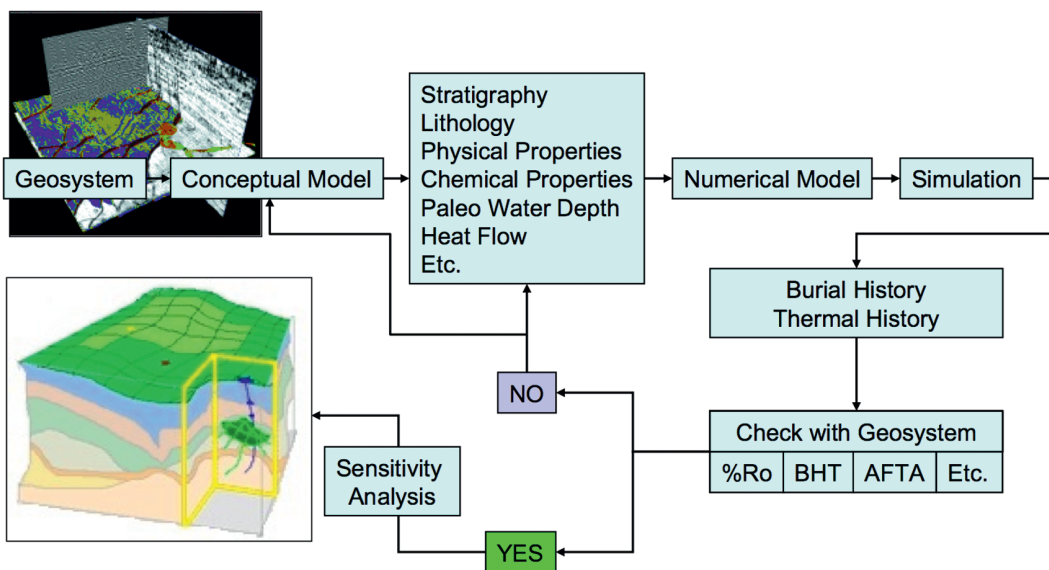 Geosystem
Conceptual Model
Stratigraphy
Lithology
Physical Properties
Chemical Properties
Paleo Water Depth
Heat Flow
Etc.
Numerical Model
Simulation
Burial History
Thermal History
Check with Geosystem
%Ro
BHT
AFTA
Etc.
NO
YES
Sensitivity
Analysis